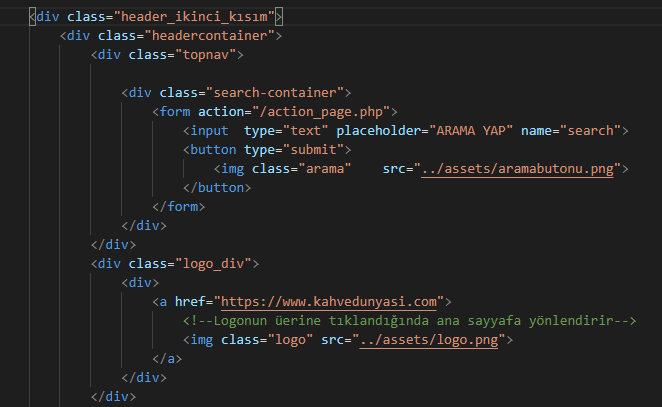 <div class="header_ikinci_kısım">
<div class="headercontainer">
<div class="topnav">
<div class="search-container">
<form action="/action_page.php">
<input  type="text" placeholder="ARAMA YAP" name="search">
<button type="submit">
<img class="arama"    src="../assets/aramabutonu.png">
</button>
</form>
</div>
</div>
<div class="logo_div">
<div>
<a href="https://www.kahvedunyasi.com">
<!--Logonun üerine tıklandığında ana sayyafa yönlendirir-->
<img class="logo" src="../assets/logo.png">
</a>
</div>
</div>